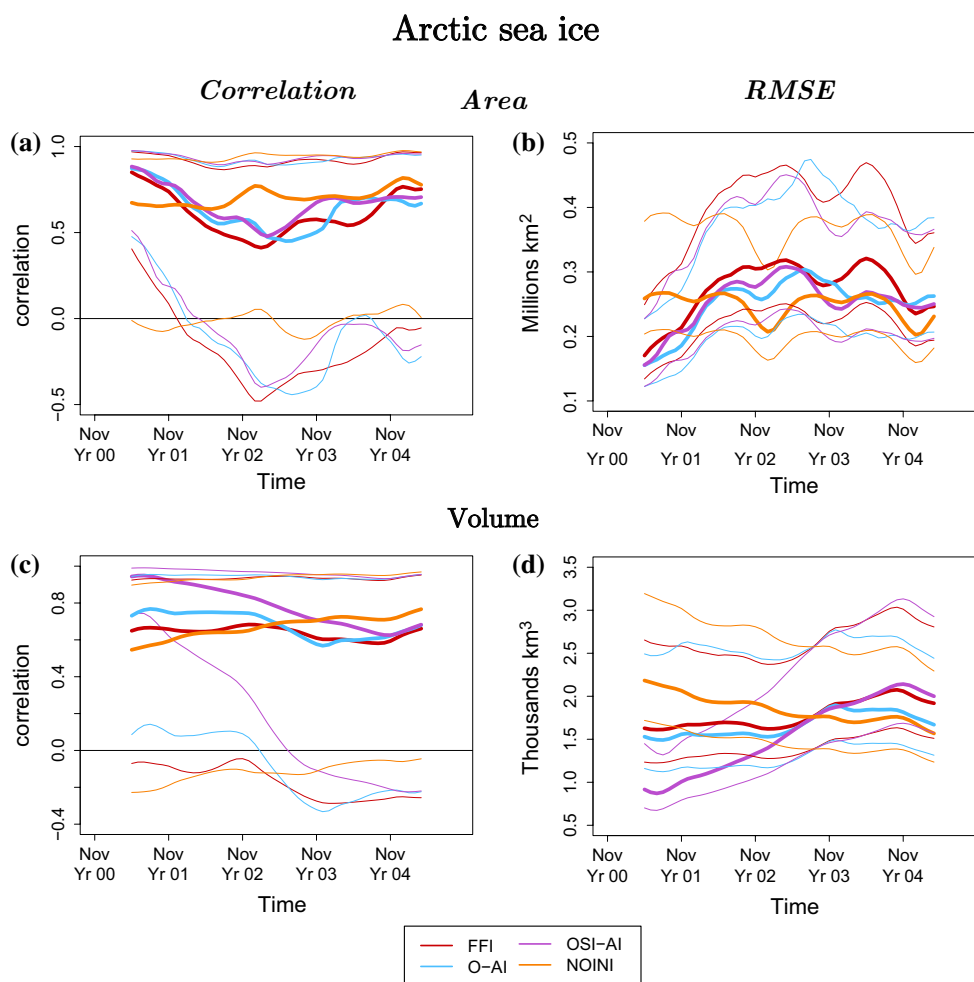 Arctic sea ice
Correlation
Area
RMSE
(a)
correlation
1.0
0.5
0.0
−0.5
Nov Nov Nov Nov Nov
Yr 00 Yr 01 Yr 02 Yr 03 Yr 04
Time
(b)
Millions km²
0.5
0.4
0.3
0.2
0.1
Nov Nov Nov Nov Nov
Yr 00 Yr 01 Yr 02 Yr 03 Yr 04
Time
Volume
(c)
correlation
0.8
0.4
0.0
−0.4
Nov Nov Nov Nov Nov
Yr 00 Yr 01 Yr 02 Yr 03 Yr 04
Time
(d)
Thousands km³
3.5
3.0
2.5
2.0
1.5
1.0
0.5
Nov Nov Nov Nov Nov
Yr 00 Yr 01 Yr 02 Yr 03 Yr 04
Time
FFI OSI−AI
O−AI NOINI